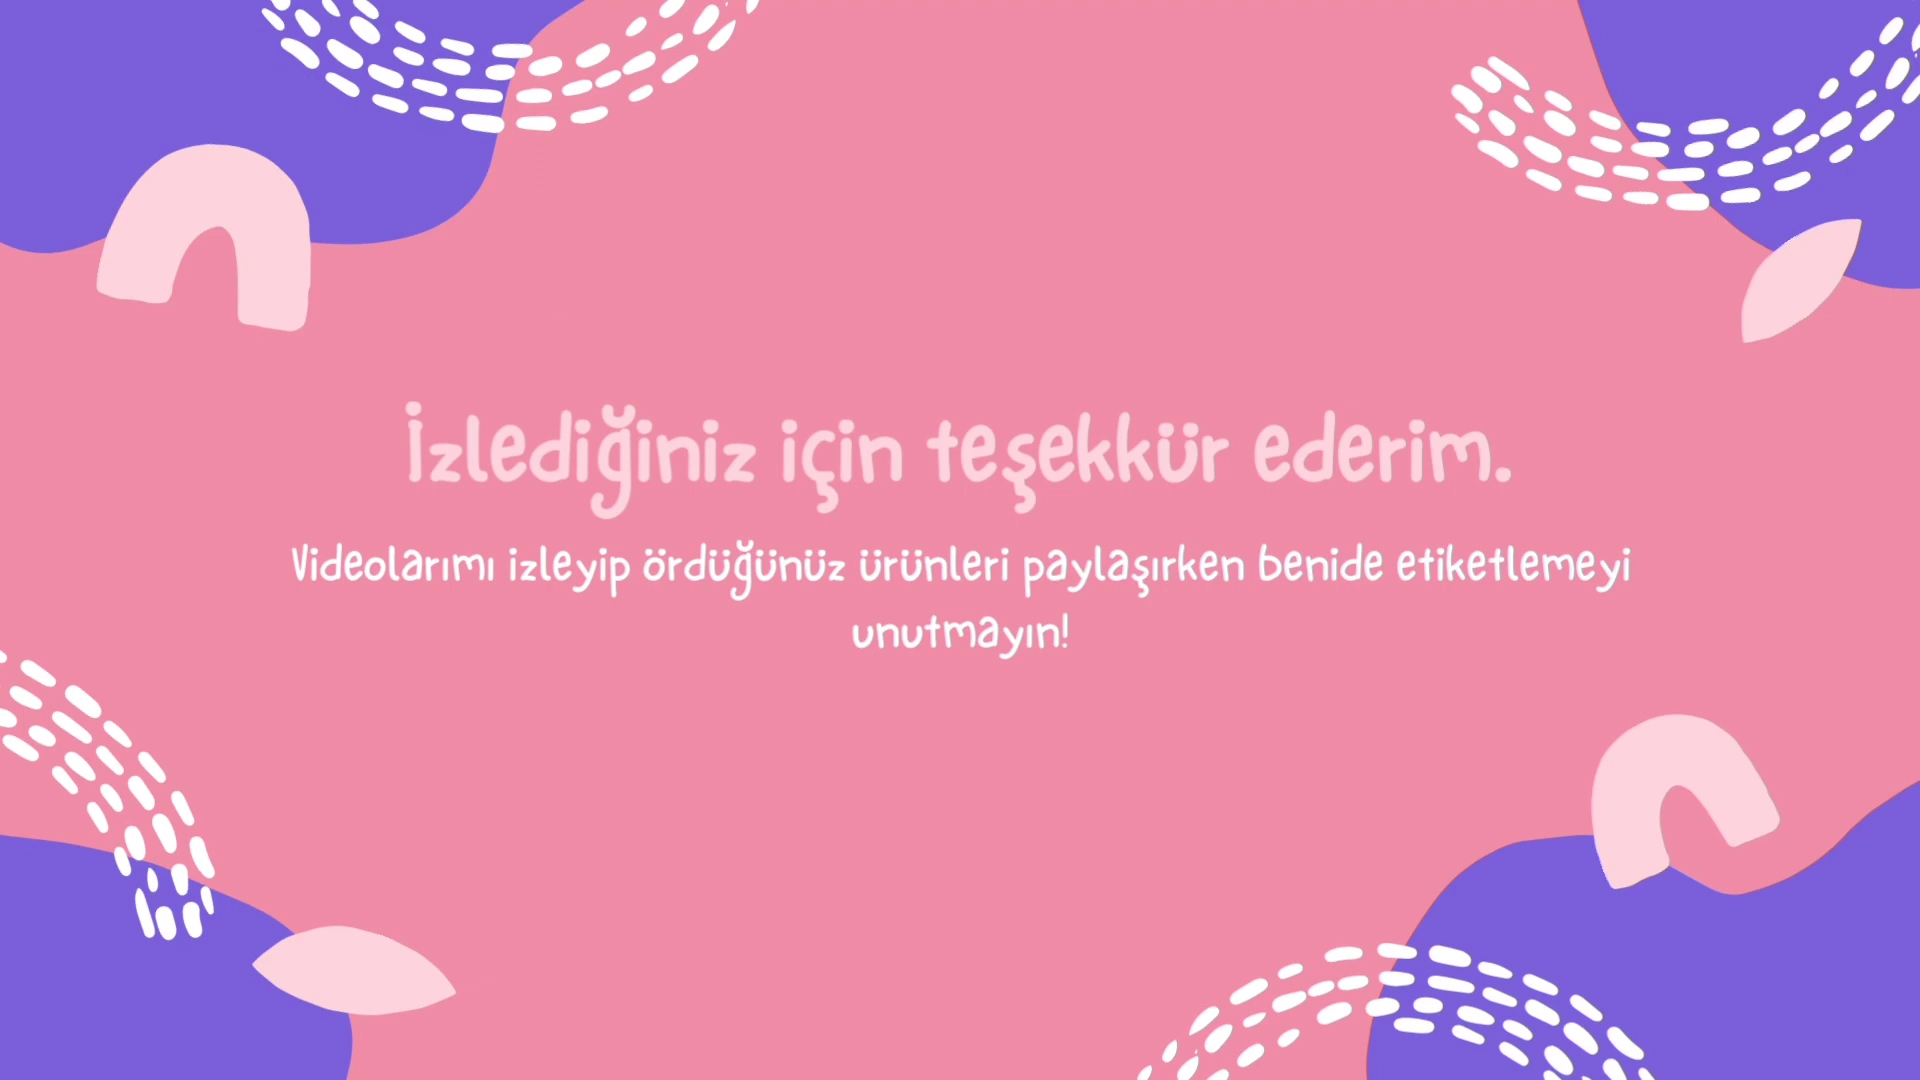 İzlediğiniz için teşekkür ederim.
Videolarımı izleyip ördüğünüz ürünleri paylaşırken benide etiketlemeyi
unutmayın!